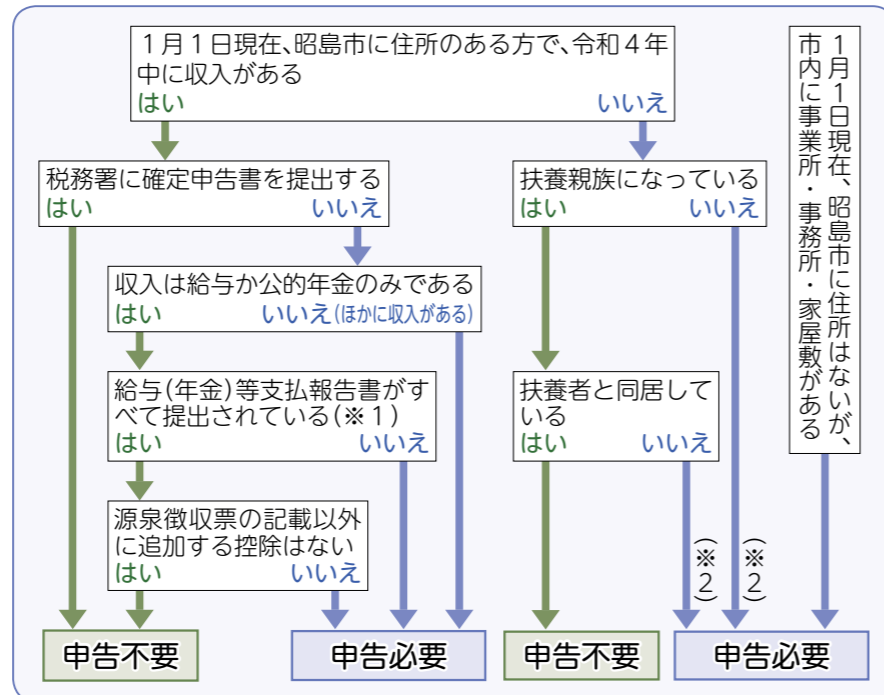 １月１日現在、昭島市に住所のある方で、令和４年
中に収入がある
はい　いいえ
税務署に確定申告書を提出する
はい　いいえ
収入は給与か公的年金のみである
はい　いいえ(ほかに収入がある)
給与(年金)等支払報告書がす
べて提出されている(※１)
はい　いいえ
源泉徴収票の記載以外
に追加する控除はない
はい　いいえ
申告不要
申告必要
扶養親族になっている
はい　いいえ
扶養者と同居して
いる
はい　いいえ
(※２)
(※２)
申告不要
１月１日現在、昭島市に住所はないが、
市内に事業所・事務所・家屋敷がある
申告必要